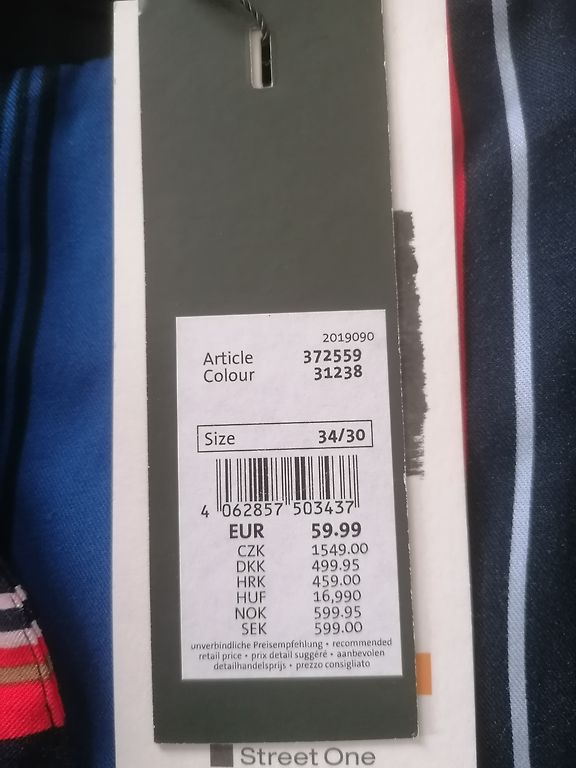 2019090
Article 372559
Colour 31238
Size 34/30
4 062857 503437
EUR 59.99
CZK 1549.00
DKK 499.95
HRK 459.00
HUF 16,990
NOK 599.95
SEK 599.00
unverbindliche Preisempfehlung • recommended
retail price • prix detail suggéré • aanbevolen
detailhandelsprijs • prezzo consigliato
Street One